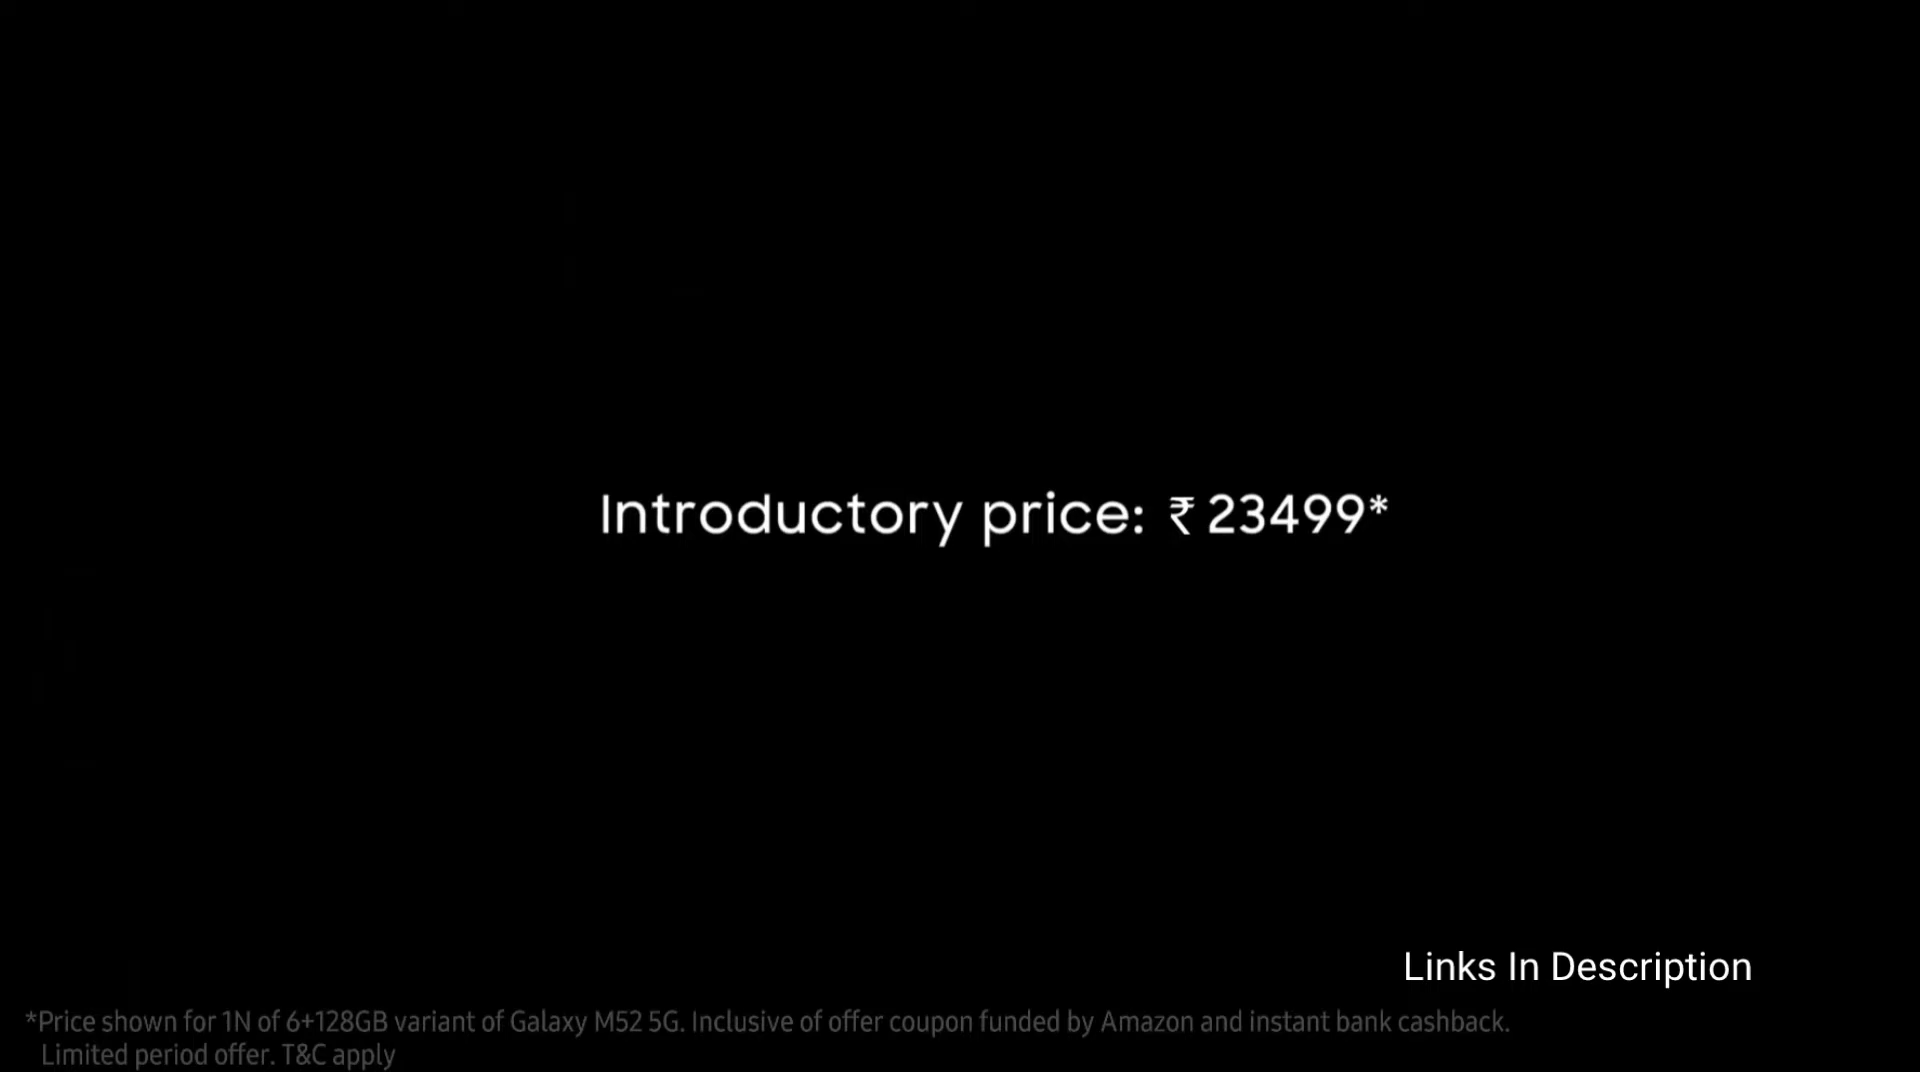 Introductory price: ₹ 23499*
Links In Description
*Price shown for 1N of 6+128GB variant of Galaxy M52 5G. Inclusive of offer coupon funded by Amazon and instant bank cashback.
Limited period offer. T&C apply